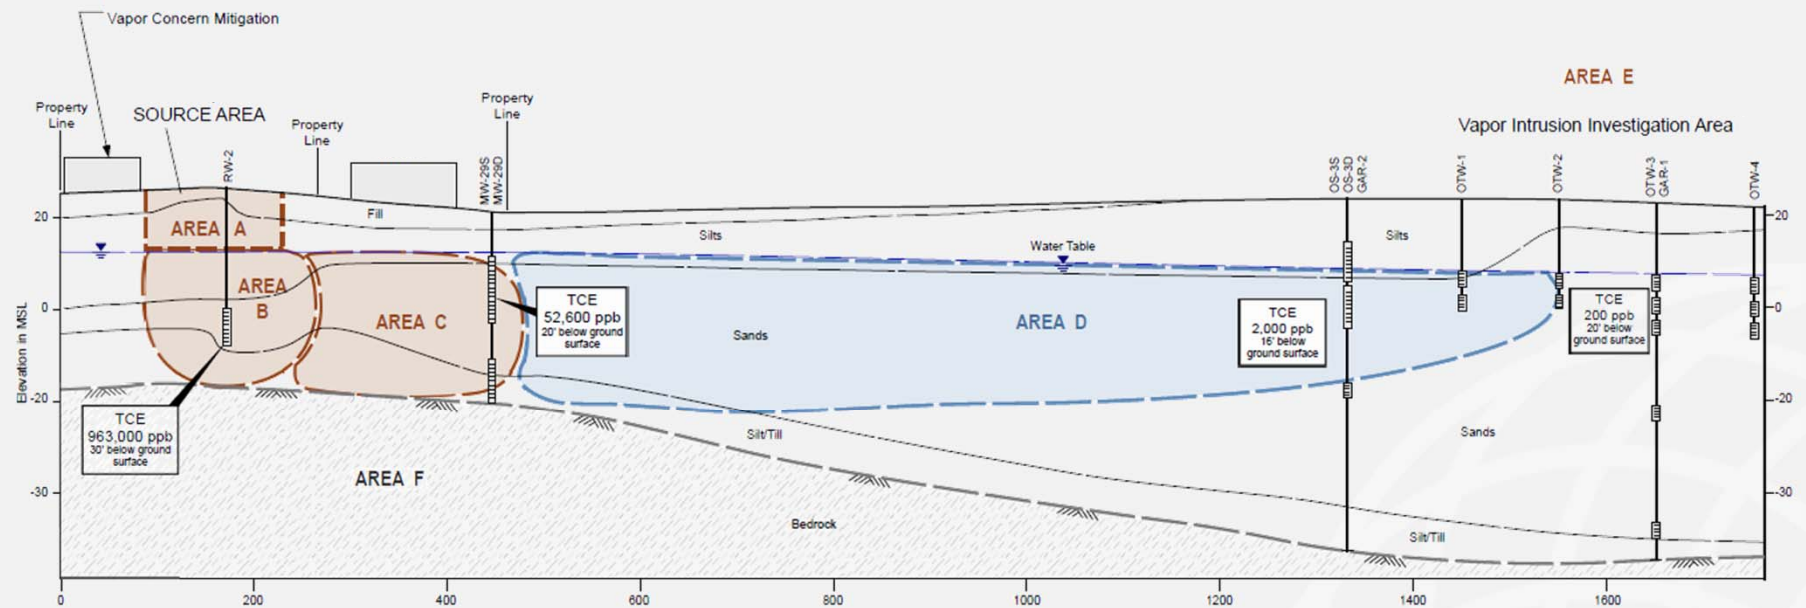 Vapor Concern Mitigation
AREA E
Property
Line
SOURCE AREA
Property
Line
Property
Line
Vapor Intrusion Investigation Area
RW-2
MW-29S
MW-29D
OS-3S
OS-3D
GAR-2
OTW-1
OTW-2
OTW-3
GAR-1
OTW-4
20
AREA A
Fill
Silts
Water Table
Silts
20
AREA
B
0
AREA C
TCE
52,600 ppb
20' below ground
surface
Sands
AREA D
TCE
2,000 ppb
16' below
ground surface
TCE
200 ppb
20' below
ground surface
0
Elevation in MSL
-20
-20
TCE
963,000 ppb
30' below ground
surface
Silt/Till
Sands
AREA F
-30
-30
Bedrock
Silt/Till
0
200
400
600
800
1000
1200
1400
1600